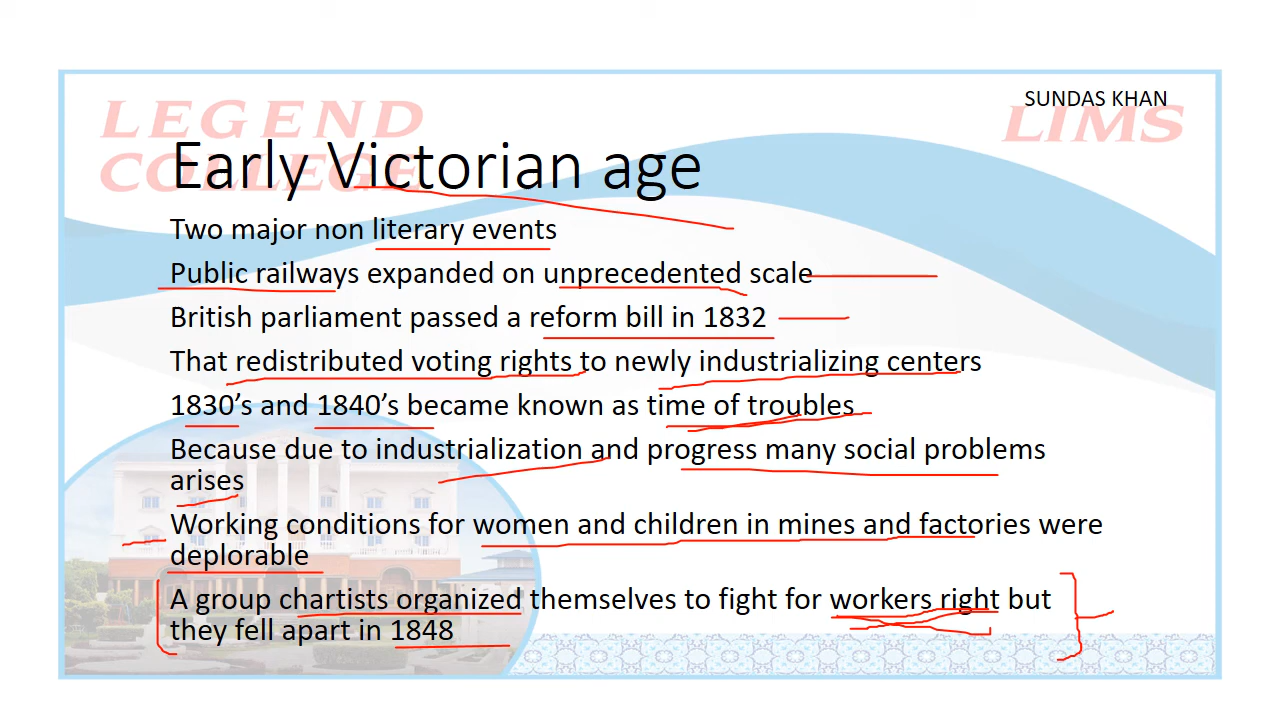 SUNDAS KHAN
LEGEND
LIMS
COLLEGE
Early Victorian age
Two major non literary events
Public railways expanded on unprecedented scale
British parliament passed a reform bill in 1832
That redistributed voting rights to newly industrializing centers
1830’s and 1840’s became known as time of troubles
Because due to industrialization and progress many social problems
arises
Working conditions for women and children in mines and factories were
deplorable
A group chartists organized themselves to fight for workers right but
they fell apart in 1848